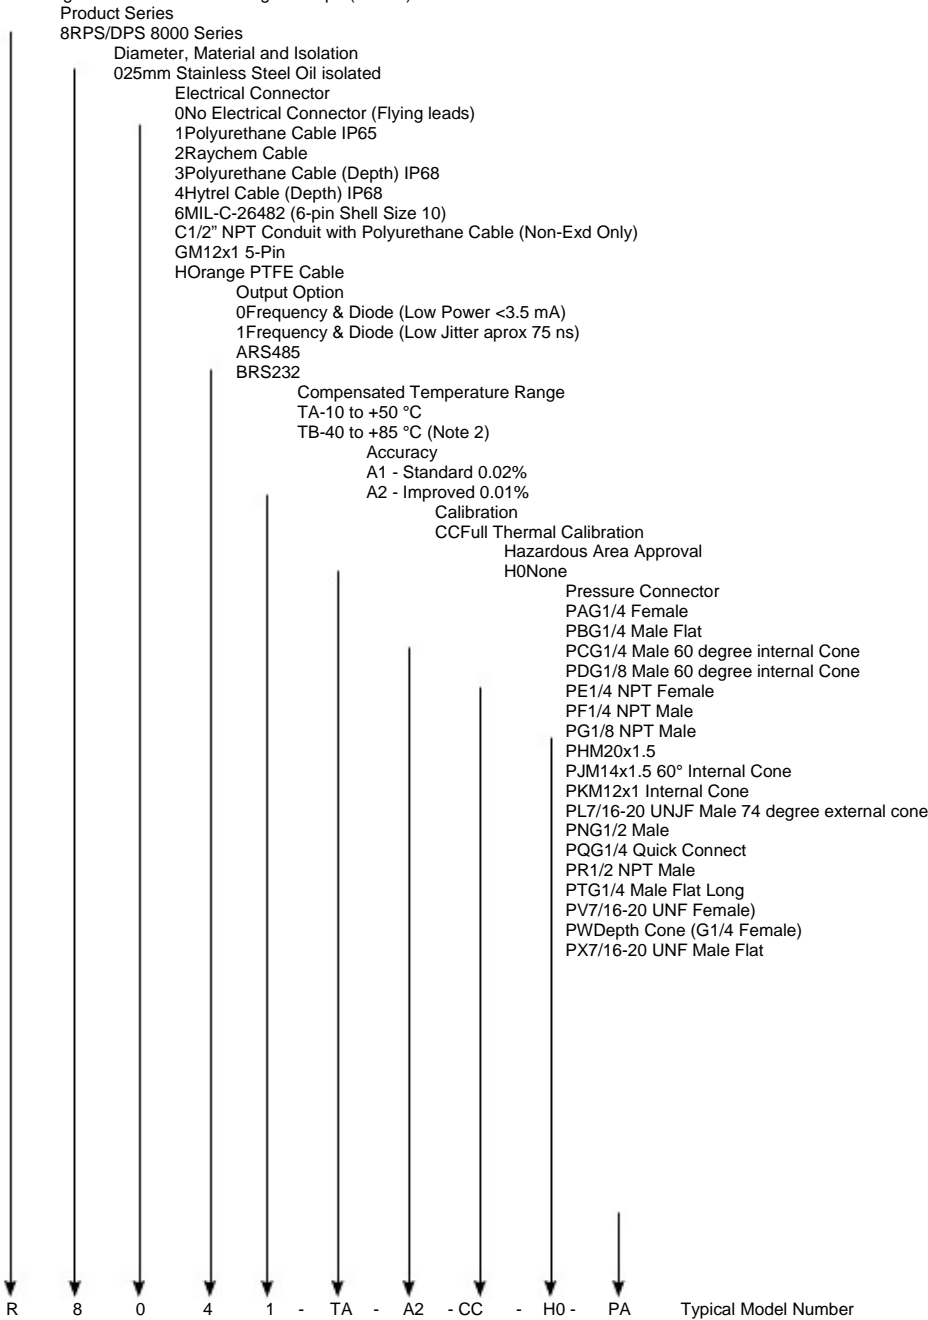 Product Series
8RPS/DPS 8000 Series
Diameter, Material and Isolation
025mm Stainless Steel Oil isolated
Electrical Connector
0No Electrical Connector (Flying leads)
1Polyurethane Cable IP65
2Raychem Cable
3Polyurethane Cable (Depth) IP68
4Hytrel Cable (Depth) IP68
6MIL-C-26482 (6-pin Shell Size 10)
C1/2” NPT Conduit with Polyurethane Cable (Non-Exd Only)
GM12x1 5-Pin
HOrange PTFE Cable
Output Option
0Frequency & Diode (Low Power <3.5 mA)
1Frequency & Diode (Low Jitter aprox 75 ns)
ARS485
BRS232
Compensated Temperature Range
TA-10 to +50 °C
TB-40 to +85 °C (Note 2)
Accuracy
A1 - Standard 0.02%
A2 - Improved 0.01%
Calibration
CCFull Thermal Calibration
Hazardous Area Approval
H0None
Pressure Connector
PAG1/4 Female
PBG1/4 Male Flat
PCG1/4 Male 60 degree internal Cone
PDG1/8 Male 60 degree internal Cone
PE1/4 NPT Female
PF1/4 NPT Male
PG1/8 NPT Male
PHM20x1.5
PJM14x1.5 60° Internal Cone
PKM12x1 Internal Cone
PL7/16-20 UNJF Male 74 degree external cone
PNG1/2 Male
PQG1/4 Quick Connect
PR1/2 NPT Male
PTG1/4 Male Flat Long
PV7/16-20 UNF Female)
PWDepth Cone (G1/4 Female)
PX7/16-20 UNF Male Flat
R 8 0 4 1 - TA - A2 - CC - H0 - PA Typical Model Number